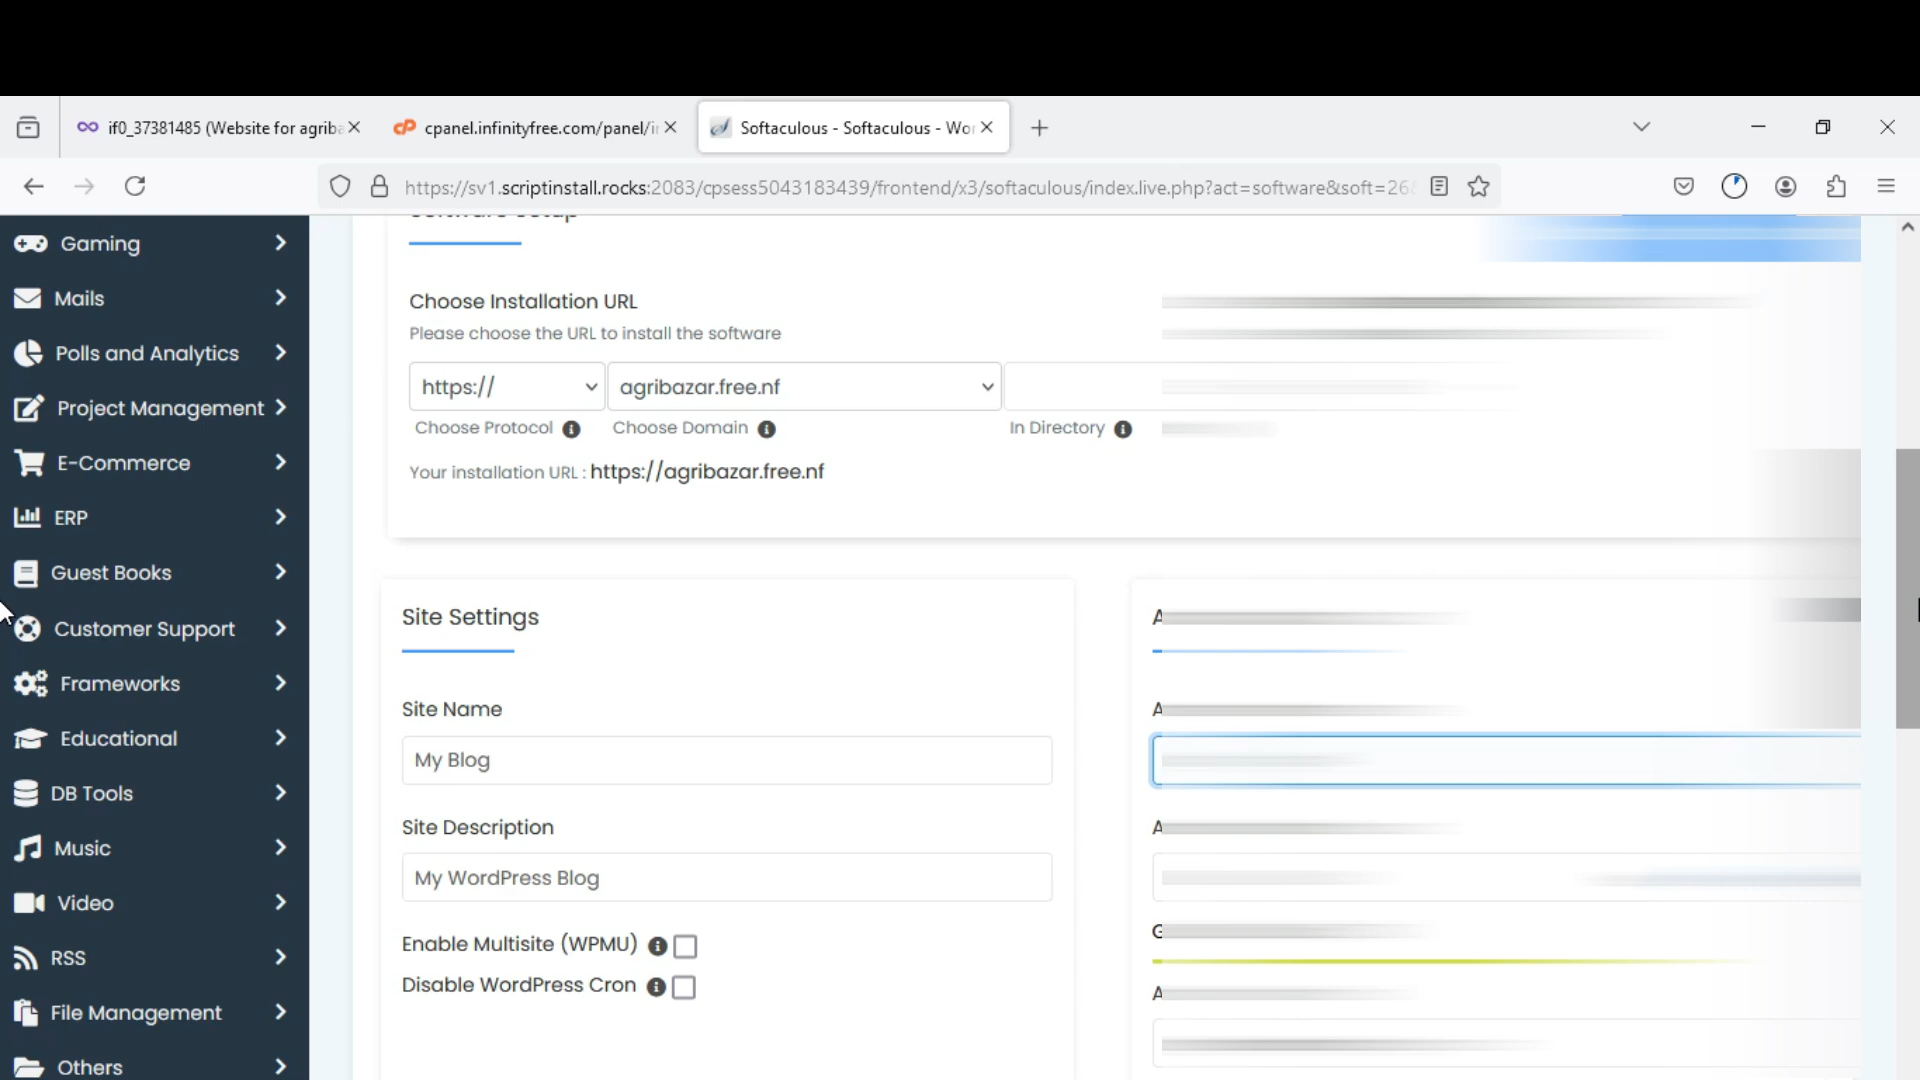 if0_37381485 (Website for agriba
cpanel.infinityfree.com/panel/i
Softaculous - Softaculous - Wor
https://sv1.scriptinstall.rocks:2083/cpsess5043183439/frontend/x3/softaculous/index.live.php?act=software&soft=26
Gaming
Mails
Polls and Analytics
Project Management
E-Commerce
ERP
Guest Books
Customer Support
Frameworks
Educational
DB Tools
Music
Video
RSS
File Management
Others
Software Setup
Choose Installation URL
Please choose the URL to install the software
https://
agribazar.free.nf
Choose Protocol
Choose Domain
In Directory
Your installation URL : https://agribazar.free.nf
Site Settings
Site Name
My Blog
Site Description
My WordPress Blog
Enable Multisite (WPMU)
Disable WordPress Cron
A
A
A
G
A